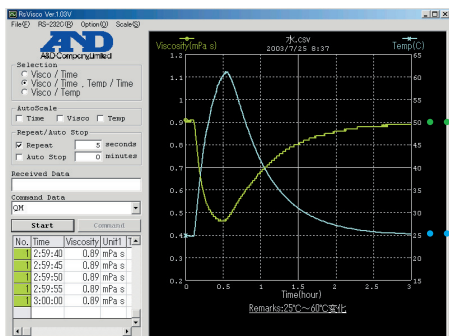 RsVisco Ver1.03V
File(F) RS-232C(R) Option(O) Scale(S)
A&D
A&D Company,Limited
Selection
Visco / Time
Visco / Time , Temp / Time
Visco / Temp
AutoScale
Time Visco Temp
Repeat/Auto Stop
Repeat 5 seconds
Auto Stop 0 minutes
Received Data
Command Data
QM
Start Command
No. Time Viscosity Unit1 T
1 2:59:40 0.89 mPa s
1 2:59:45 0.89 mPa s
1 2:59:50 0.89 mPa s
1 2:59:55 0.89 mPa s
1 3:00:00 0.89 mPa s
水.csv
Viscosity(mPa s) 2003/7/25 8:37 Temp(C)
1.2 65
1.1 60
1 55
0.9 50
0.8 45
0.7 40
0.6 35
0.5 30
0.4 25
0.3 20
0.2 15
0 0.5 1 1.5 2 2.5 3
Time(hour)
Remarks:25℃~60℃変化